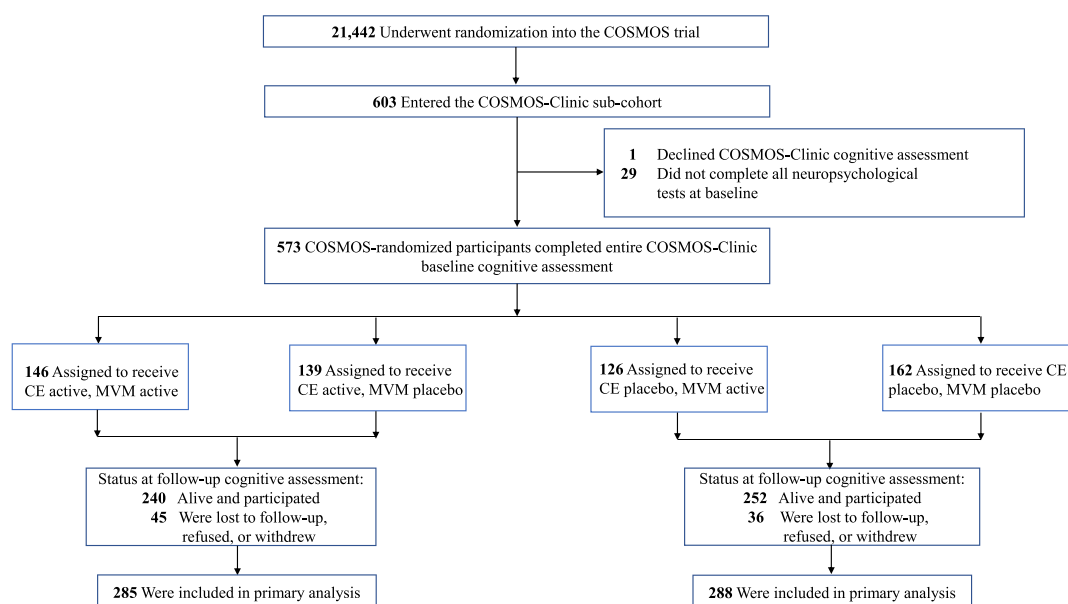 21,442 Underwent randomization into the COSMOS trial
603 Entered the COSMOS-Clinic sub-cohort
1 Declined COSMOS-Clinic cognitive assessment
29 Did not complete all neuropsychological
tests at baseline
573 COSMOS-randomized participants completed entire COSMOS-Clinic
baseline cognitive assessment
146 Assigned to receive
CE active, MVM active
139 Assigned to receive
CE active, MVM placebo
126 Assigned to receive
CE placebo, MVM active
162 Assigned to receive CE
placebo, MVM placebo
Status at follow-up cognitive assessment:
240 Alive and participated
45 Were lost to follow-up,
refused, or withdrew
Status at follow-up cognitive assessment:
252 Alive and participated
36 Were lost to follow-up,
refused, or withdrew
285 Were included in primary analysis
288 Were included in primary analysis